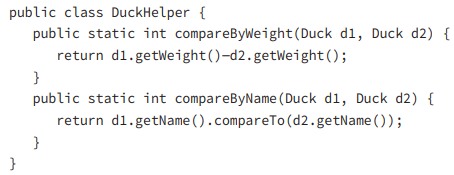 public class DuckHelper {
   public static int compareByWeight(Duck d1, Duck d2) {
      return d1.getWeight()—d2.getWeight();
   }
   public static int compareByName(Duck d1, Duck d2) {
      return d1.getName().compareTo(d2.getName());
   }
}